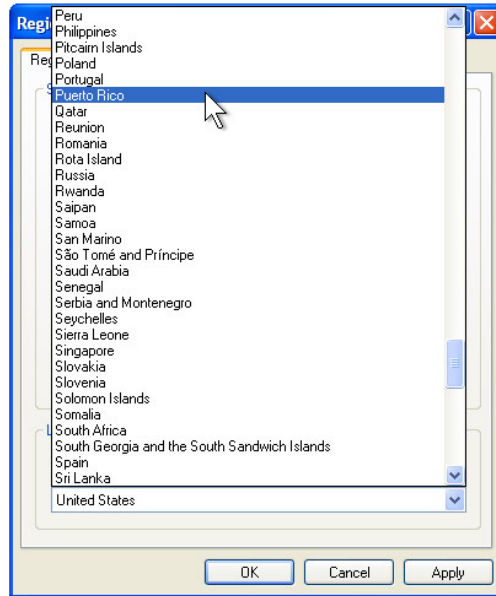 Regi
Reg
S
Peru
Philippines
Pitcairn Islands
Poland
Portugal
Puerto Rico
Qatar
Reunion
Romania
Rota Island
Russia
Rwanda
Saipan
Samoa
San Marino
São Tomé and Príncipe
Saudi Arabia
Senegal
Serbia and Montenegro
Seychelles
Sierra Leone
Singapore
Slovakia
Slovenia
Solomon Islands
Somalia
South Africa
South Georgia and the South Sandwich Islands
Spain
Sri Lanka
L
United States
OK Cancel Apply